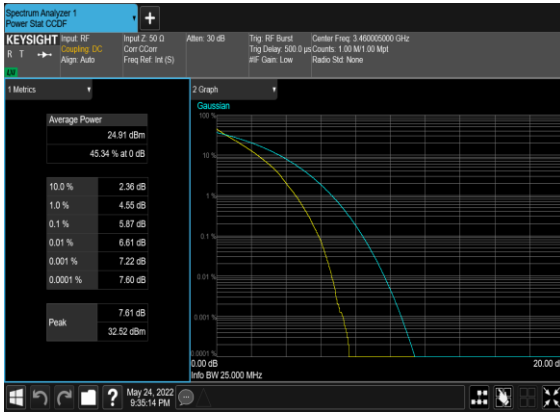 Spectrum Analyzer 1
Power Stat CCDF
KEYSIGHT
R T
Input: RF
Coupling: DC
Align: Auto
Input Z: 50 Ω
Corr CCorr
Freq Ref: Int (S)
Atten: 30 dB
Trig: RF Burst
Trig Delay: 500.0 µs
#IF Gain: Low
Center Freq: 3.460005000 GHz
Counts: 1.00 M/1.00 Mpt
Radio Std: None
1 Metrics
Average Power
24.91 dBm
45.34 % at 0 dB
10.0 % 2.36 dB
1.0 % 4.55 dB
0.1 % 5.87 dB
0.01 % 6.61 dB
0.001 % 7.22 dB
0.0001 % 7.60 dB
Peak
7.61 dB
32.52 dBm
2 Graph
Gaussian
100 %
10 %
1 %
0.1 %
0.01 %
0.001 %
0.0001 %
0.00 dB
20.00 d
Info BW 25.000 MHz
?
May 24, 2022
9:35:14 PM